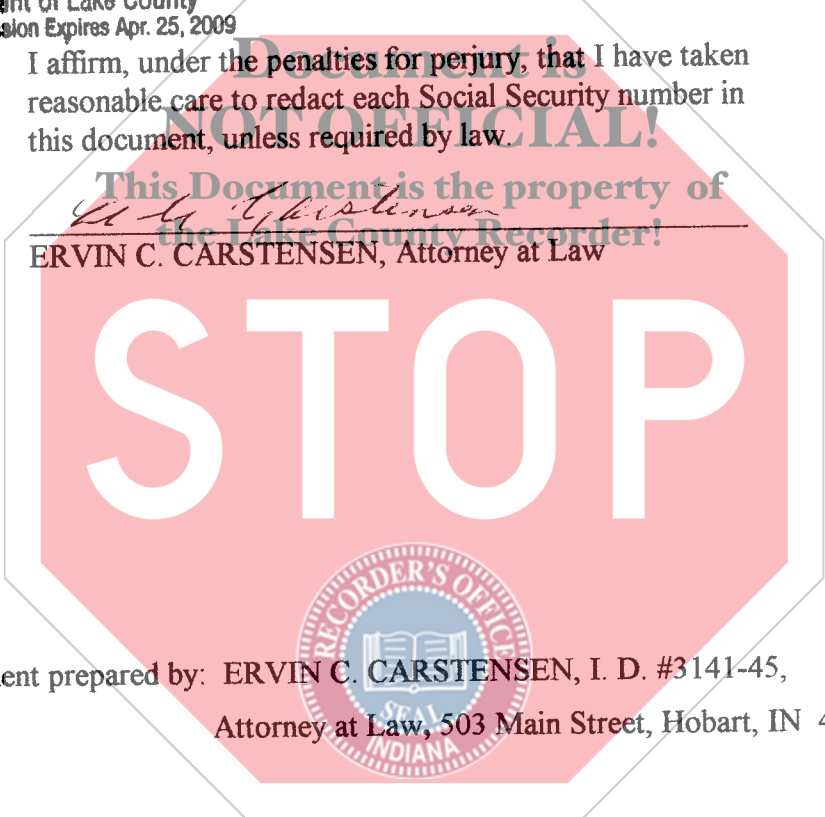 of Lake County
Expires Apr. 25, 2009
I affirm, under the penalties for perjury, that I have taken
reasonable care to redact each Social Security number in
this document, unless required by law.
Document is
NOT OFFICIAL!
This Document is the property of
the Lake County Recorder!
ERVIN C. CARSTENSEN, Attorney at Law
STOP
RECORDER'S OFFICE
SEAL
INDIANA
prepared by: ERVIN C. CARSTENSEN, I. D. #3141-45,
Attorney at Law, 503 Main Street, Hobart, IN